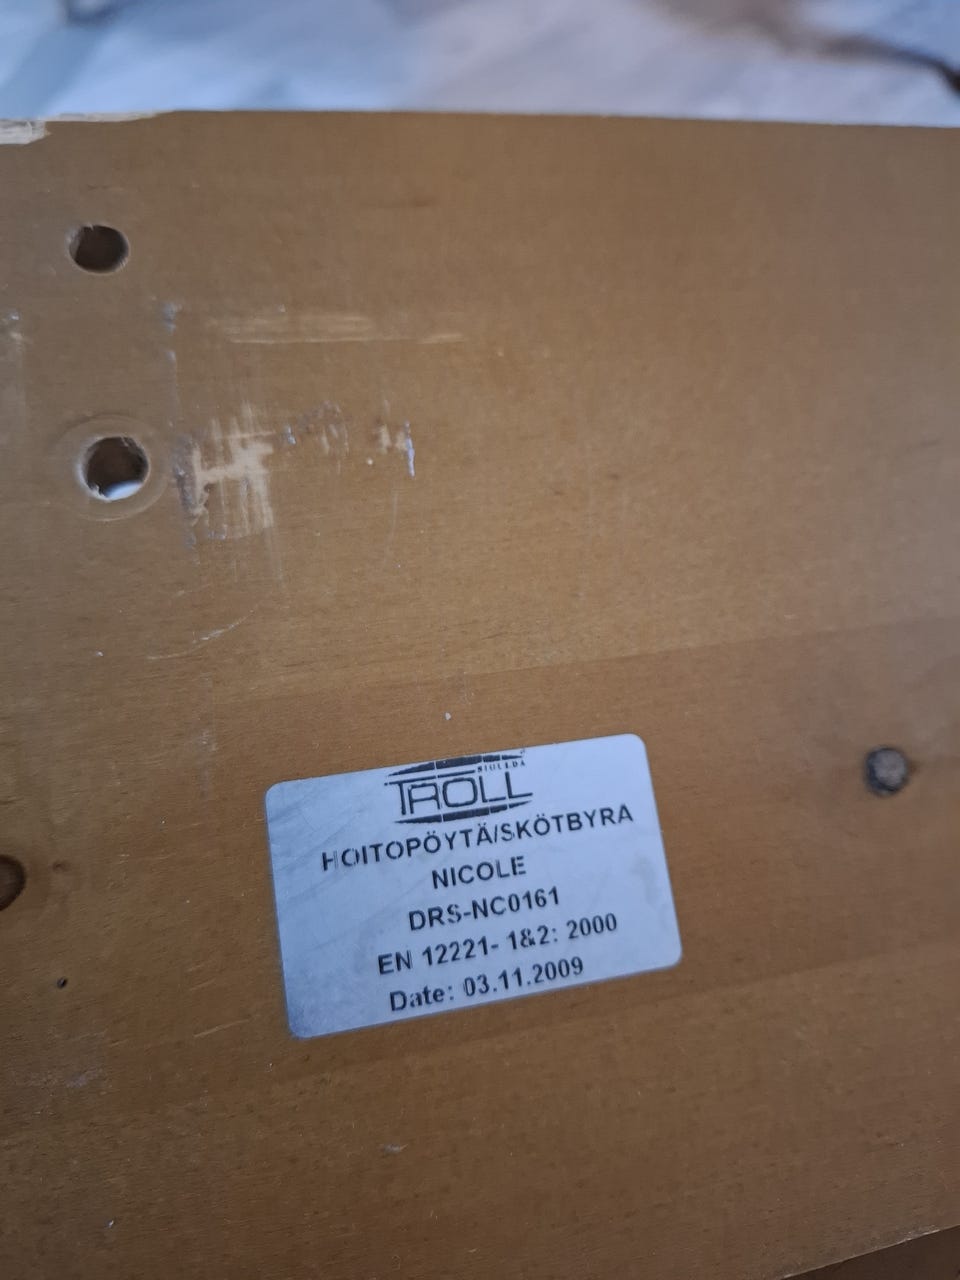 TROLL
HOITOPÖYTÄ/SKÖTBYRA
NICOLE
DRS-NC0161
EN 12221- 1&2: 2000
Date: 03.11.2009